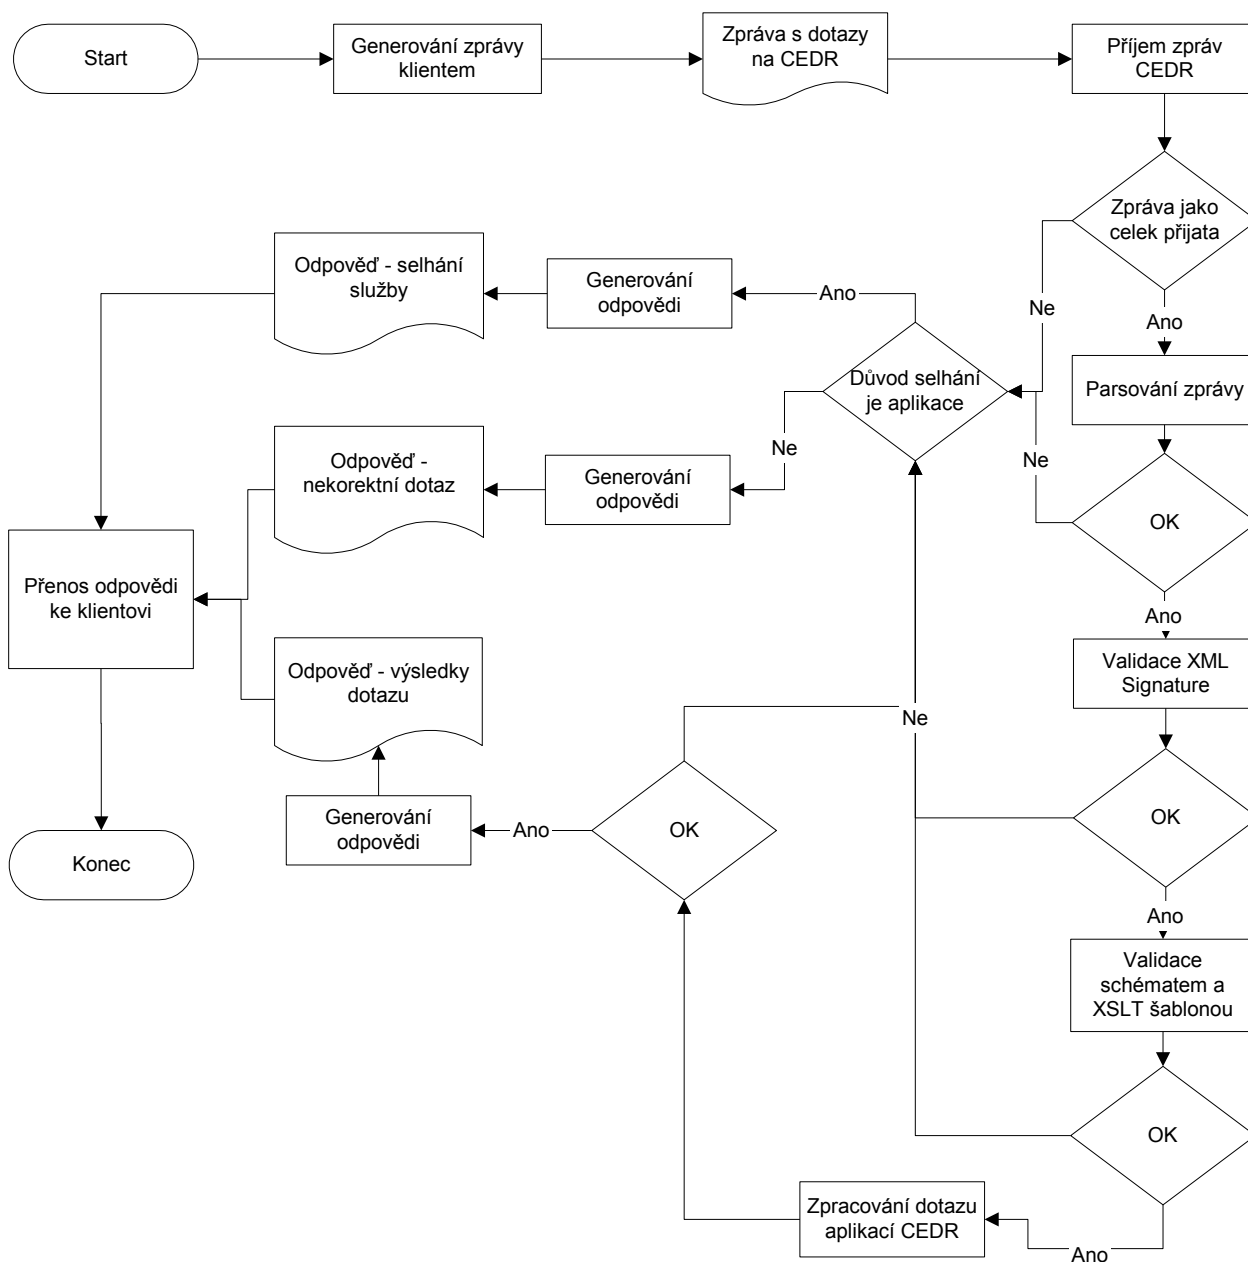 Start
Generování zprávy
klientem
Zpráva s dotazy
na CEDR
Příjem zpráv
CEDR
Zpráva jako
celek přijata
Ne
Ano
Odpověď - selhání
služby
Generování
odpovědi
Ano
Důvod selhání
je aplikace
Parsování zprávy
Ne
Ne
Odpověď -
nekorektní dotaz
Generování
odpovědi
OK
Přenos odpovědi
ke klientovi
Ano
Odpověď - výsledky
dotazu
Validace XML
Signature
Ne
Generování
odpovědi
Ano
OK
OK
Konec
Ano
Validace
schématem a
XSLT šablonou
OK
Zpracování dotazu
aplikací CEDR
Ano